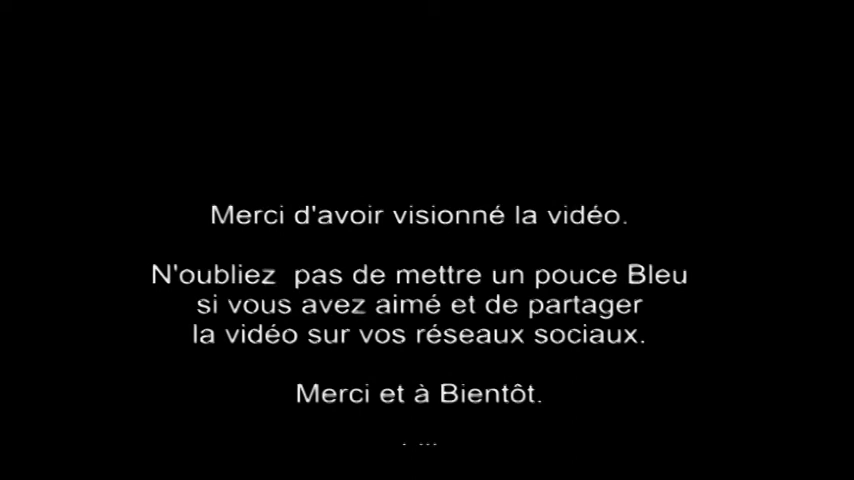 Merci d'avoir visionné la vidéo.
N'oubliez  pas de mettre un pouce Bleu
si vous avez aimé et de partager
la vidéo sur vos réseaux sociaux.
Merci et à Bientôt.